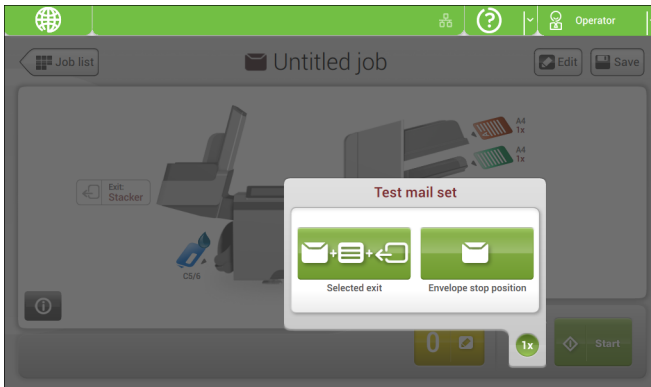 Operator
Job list
Untitled job
Edit
Save
A4
1x
A4
1x
Exit:
Stacker
C5/6
Test mail set
Selected exit
Envelope stop position
0
1x
Start